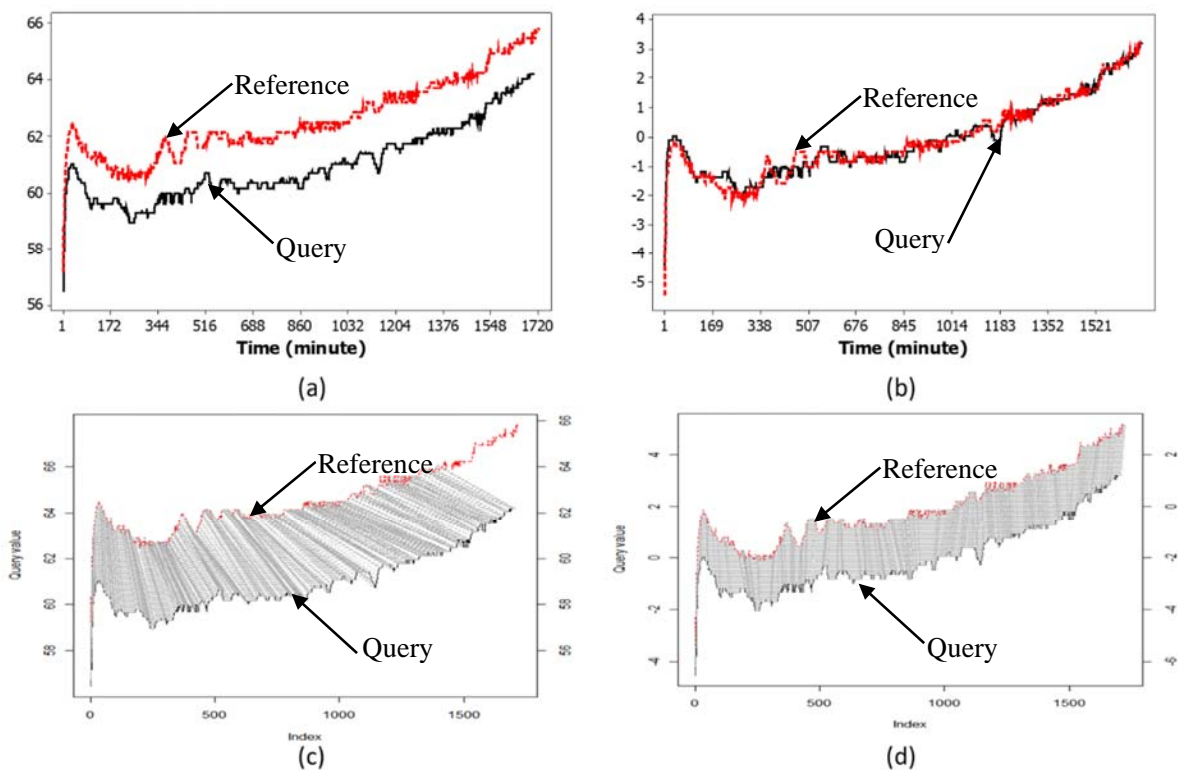 66
64
62
60
58
56
Reference
Query
1 172 344 516 688 860 1032 1204 1376 1548 1720
Time (minute)
(a)
4
3
2
1
0
-1
-2
-3
-4
-5
Reference
Query
1 169 338 507 676 845 1014 1183 1352 1521
Time (minute)
(b)
Query value
66
64
62
60
58
66
64
62
60
58
56
Reference
Query
0 500 1000 1500
Index
(c)
Query value
4
2
0
-2
-4
2
0
-2
-4
-6
Reference
Query
0 500 1000 1500
Index
(d)